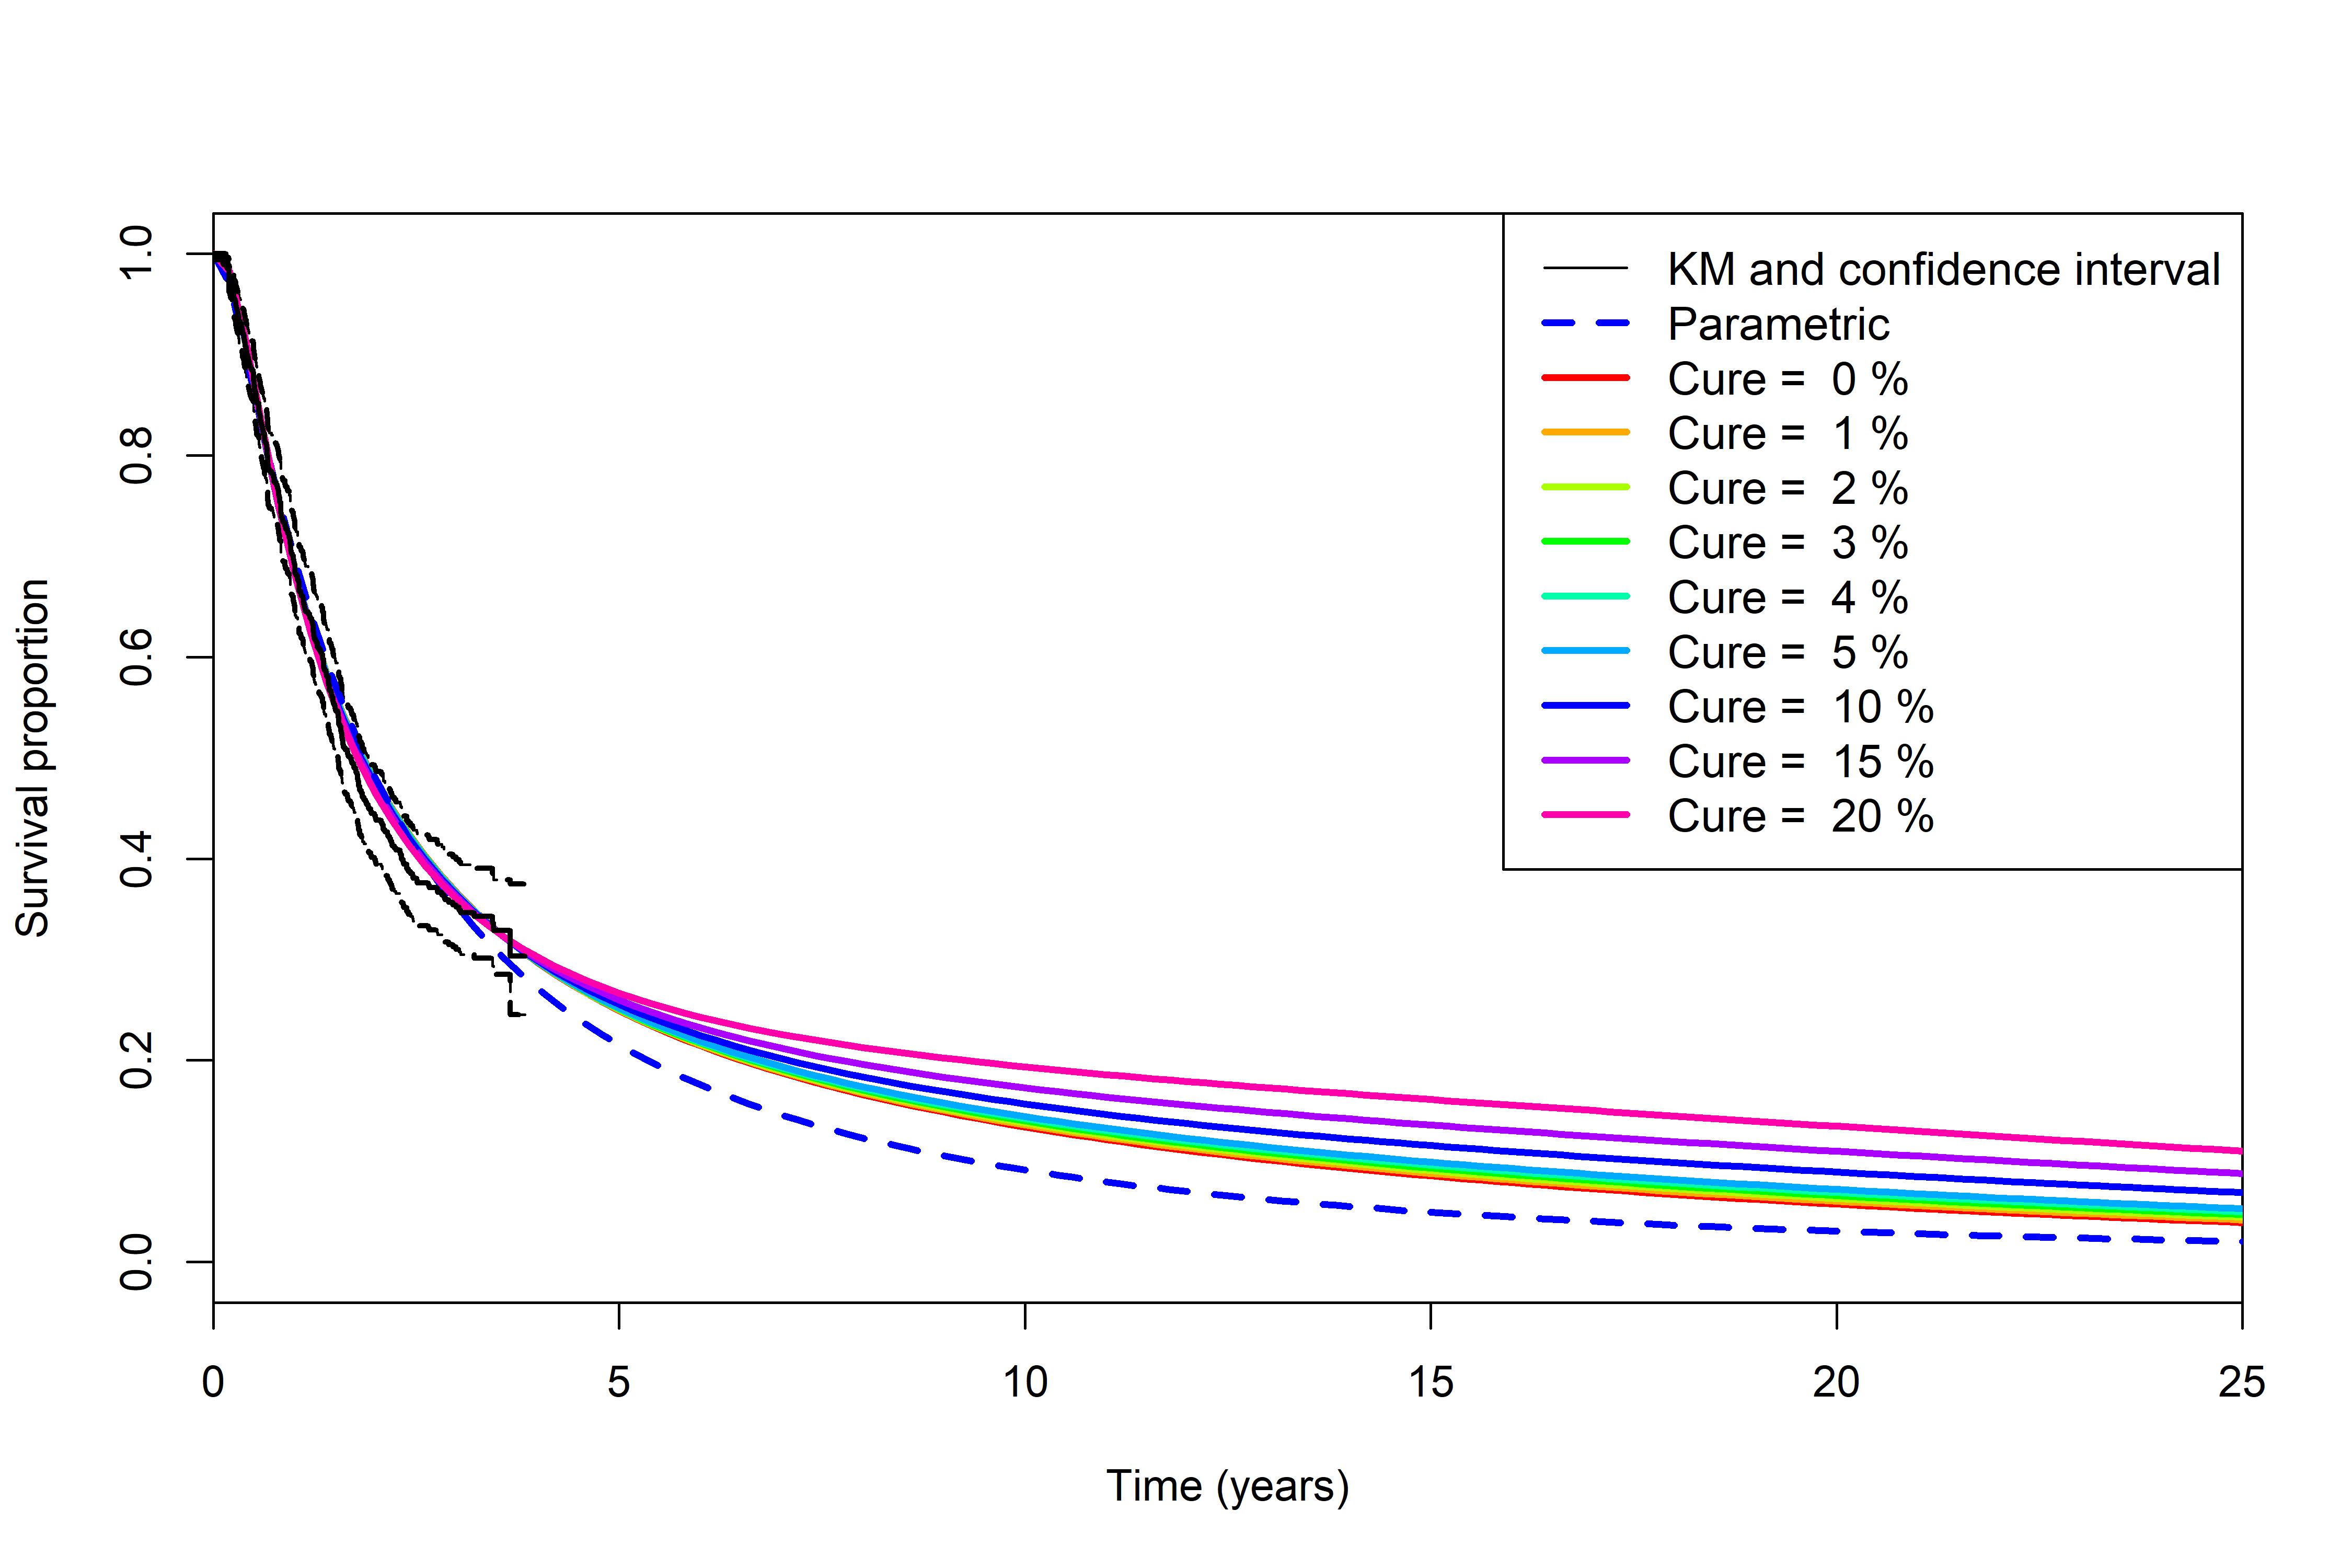 KM and confidence interval
Parametric
Cure = 0 %
Cure = 1 %
Cure = 2 %
Cure = 3 %
Cure = 4 %
Cure = 5 %
Cure = 10 %
Cure = 15 %
Cure = 20 %
Survival proportion
1.0
0.8
0.6
0.4
0.2
0.0
0 5 10 15 20 25
Time (years)